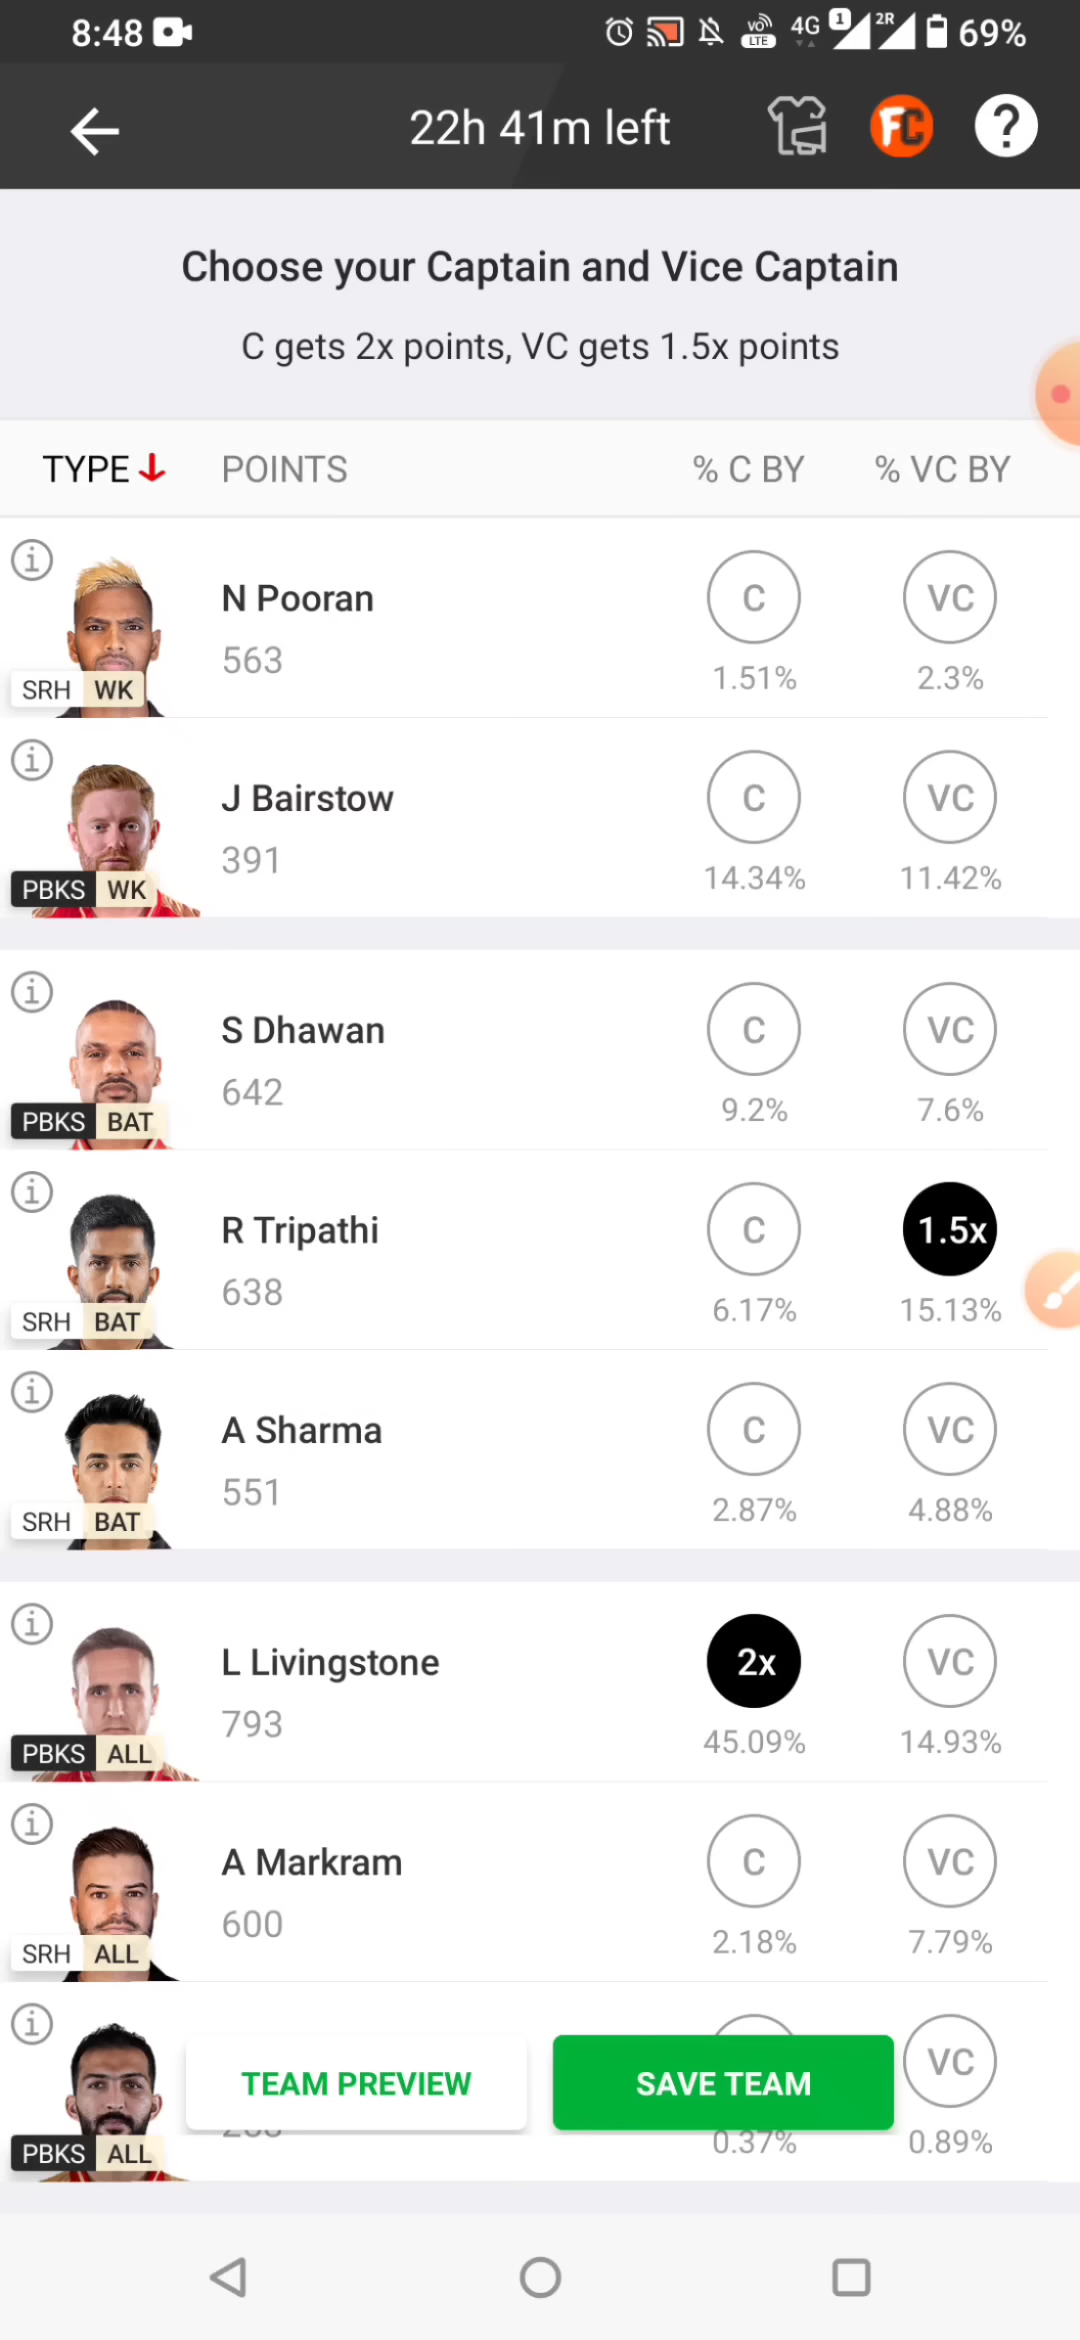 8:48 VO LTE 4G 1 2R 69%
22h 41m left FC ?
Choose your Captain and Vice Captain
C gets 2x points, VC gets 1.5x points
TYPE POINTS % C BY % VC BY
N Pooran C VC
563 1.51% 2.3%
SRH WK
J Bairstow C VC
391 14.34% 11.42%
PBKS WK
S Dhawan C VC
642 9.2% 7.6%
PBKS BAT
R Tripathi C 1.5x
638 6.17% 15.13%
SRH BAT
A Sharma C VC
551 2.87% 4.88%
SRH BAT
L Livingstone 2x VC
793 45.09% 14.93%
PBKS ALL
A Markram C VC
600 2.18% 7.79%
SRH ALL
TEAM PREVIEW SAVE TEAM VC
0.37% 0.89%
PBKS ALL